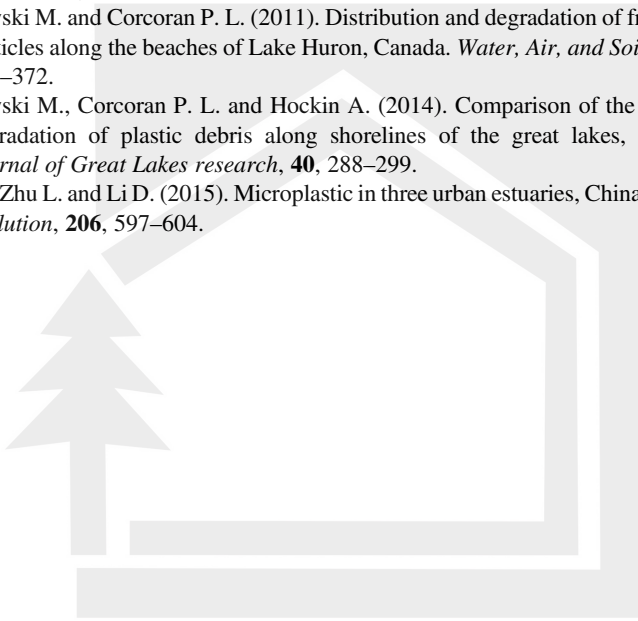 vski M. and Corcoran P. L. (2011). Distribution and degradation of fr
ticles along the beaches of Lake Huron, Canada. Water, Air, and Soi
–372.
vski M., Corcoran P. L. and Hockin A. (2014). Comparison of the
radation of plastic debris along shorelines of the great lakes,
rnal of Great Lakes research, 40, 288–299.
Zhu L. and Li D. (2015). Microplastic in three urban estuaries, China
lution, 206, 597–604.